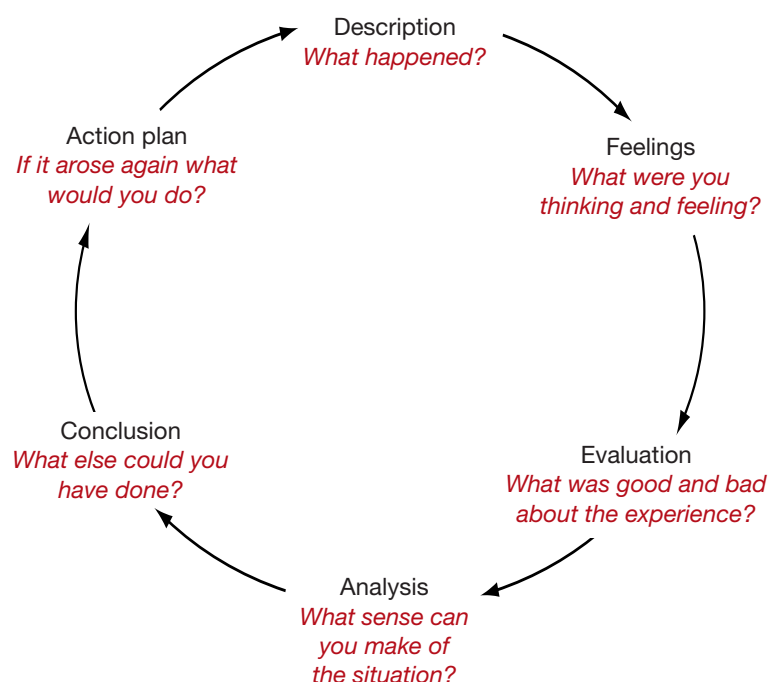 Description
What happened?
Feelings
What were you
thinking and feeling?
Evaluation
What was good and bad
about the experience?
Analysis
What sense can
you make of
the situation?
Conclusion
What else could you
have done?
Action plan
If it arose again what
would you do?